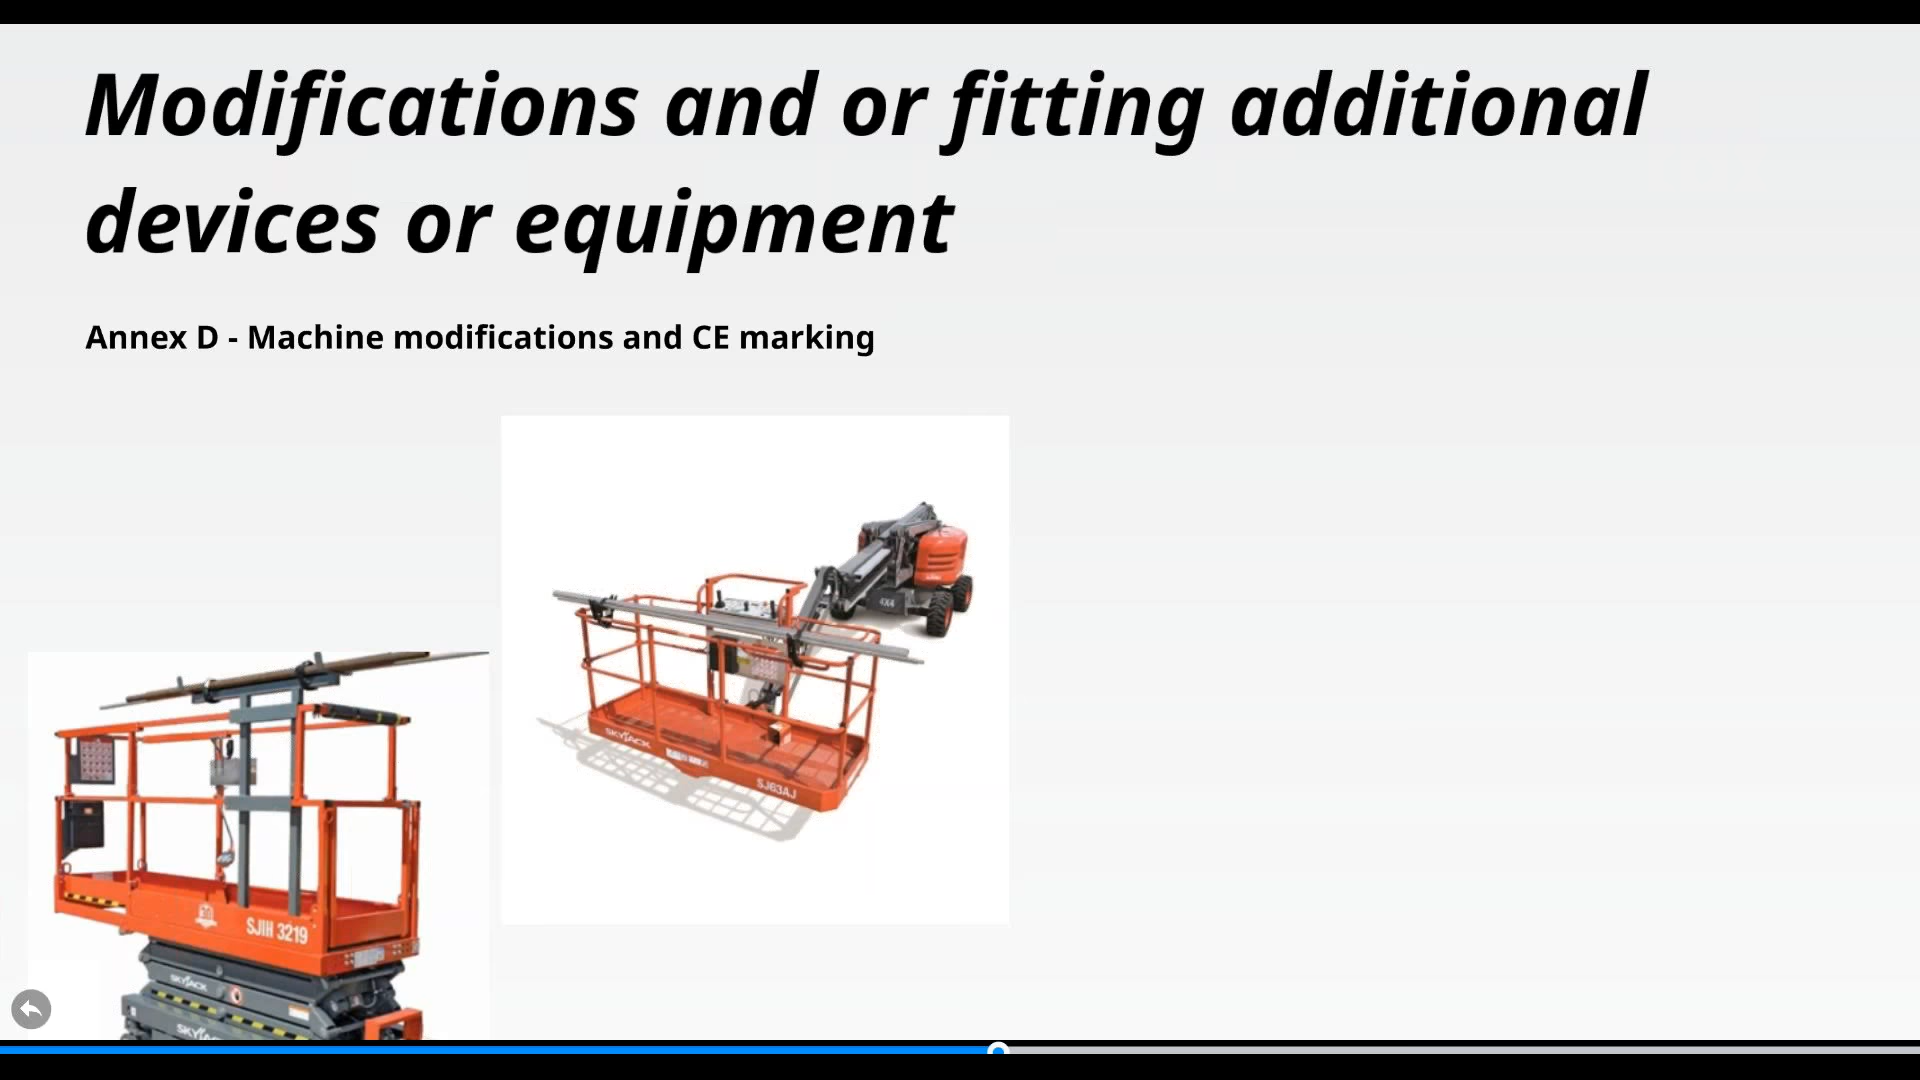 Modifications and or fitting additional
devices or equipment
Annex D - Machine modifications and CE marking
4X4
SKYJACK
SJ63AJ
SJIII 3219
SKYJACK